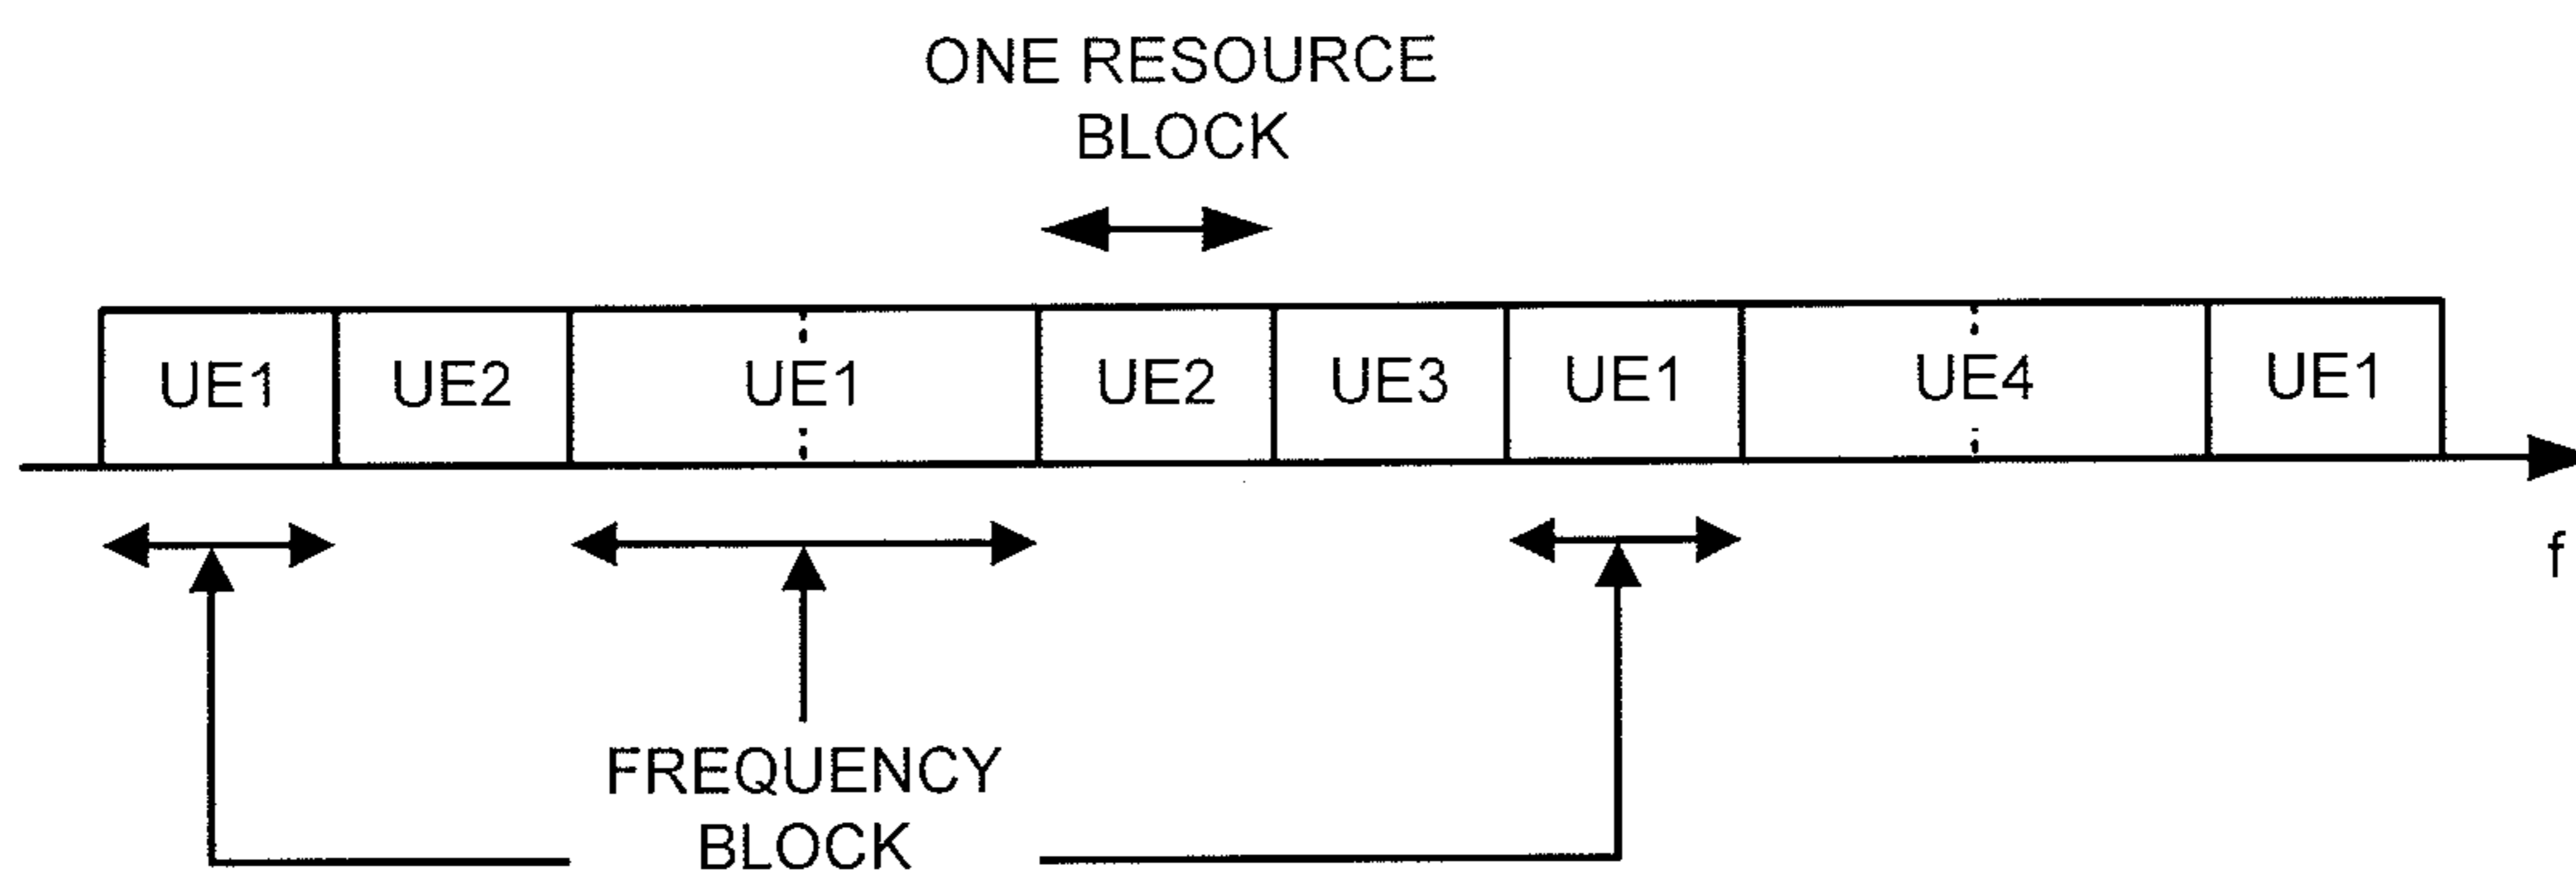 ONE RESOURCE
BLOCK
UE1 UE2 UE1 UE2 UE3 UE1 UE4 UE1
f
FREQUENCY
BLOCK